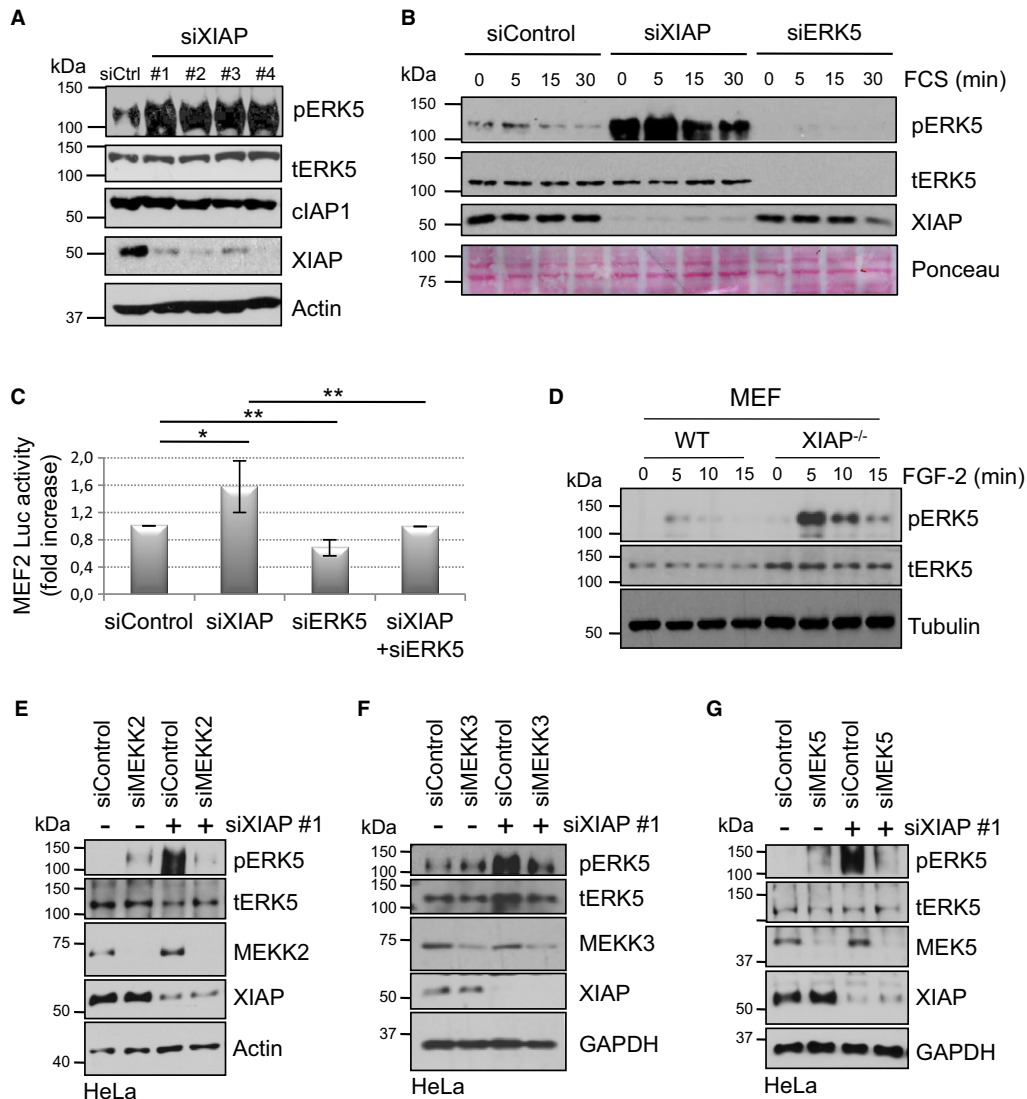 A
siXIAP
kDa siCtrl #1 #2 #3 #4
150
100
pERK5
150
100
tERK5
50
cIAP1
50
XIAP
37
Actin
B
siControl siXIAP siERK5
kDa 0 5 15 30 0 5 15 30 0 5 15 30 FCS (min)
150
100
pERK5
150
100
tERK5
50
XIAP
100
75
Ponceau
C
**
**
*
MEF2 Luc activity
(fold increase)
2,0
1,6
1,2
0,8
0,4
0,0
siControl siXIAP siERK5 siXIAP
+siERK5
D
MEF
WT XIAP-/-
0 5 10 15 0 5 10 15 FGF-2 (min)
kDa
150
100
pERK5
150
100
tERK5
50
Tubulin
E
siControl siMEKK2 siControl siMEKK2
kDa - - + + siXIAP #1
150
100
pERK5
150
100
tERK5
75
MEKK2
50
XIAP
40
Actin
HeLa
F
siControl siMEKK3 siControl siMEKK3
kDa - - + + siXIAP #1
150
100
pERK5
150
100
tERK5
75
MEKK3
50
XIAP
37
GAPDH
HeLa
G
siControl siMEK5 siControl siMEK5
kDa - - + + siXIAP #1
150
100
pERK5
150
tERK5
37
MEK5
50
XIAP
37
GAPDH
HeLa